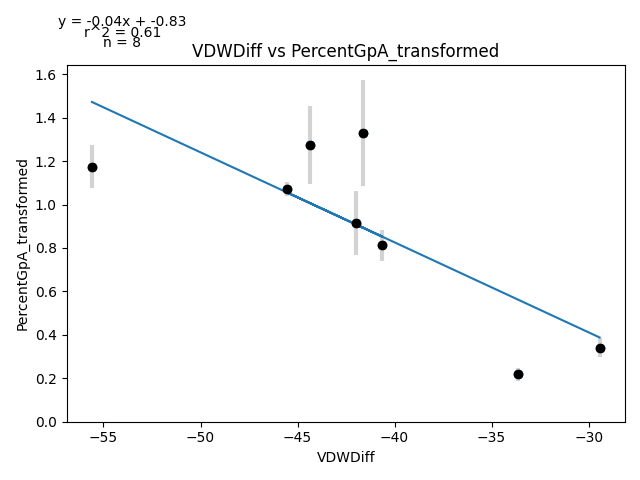 y = -0.04x + -0.83
r^2 = 0.61
n = 8
VDWDiff vs PercentGpA_transformed
PercentGpA_transformed
1.6
1.4
1.2
1.0
0.8
0.6
0.4
0.2
0.0
−55 −50 −45 −40 −35 −30
VDWDiff